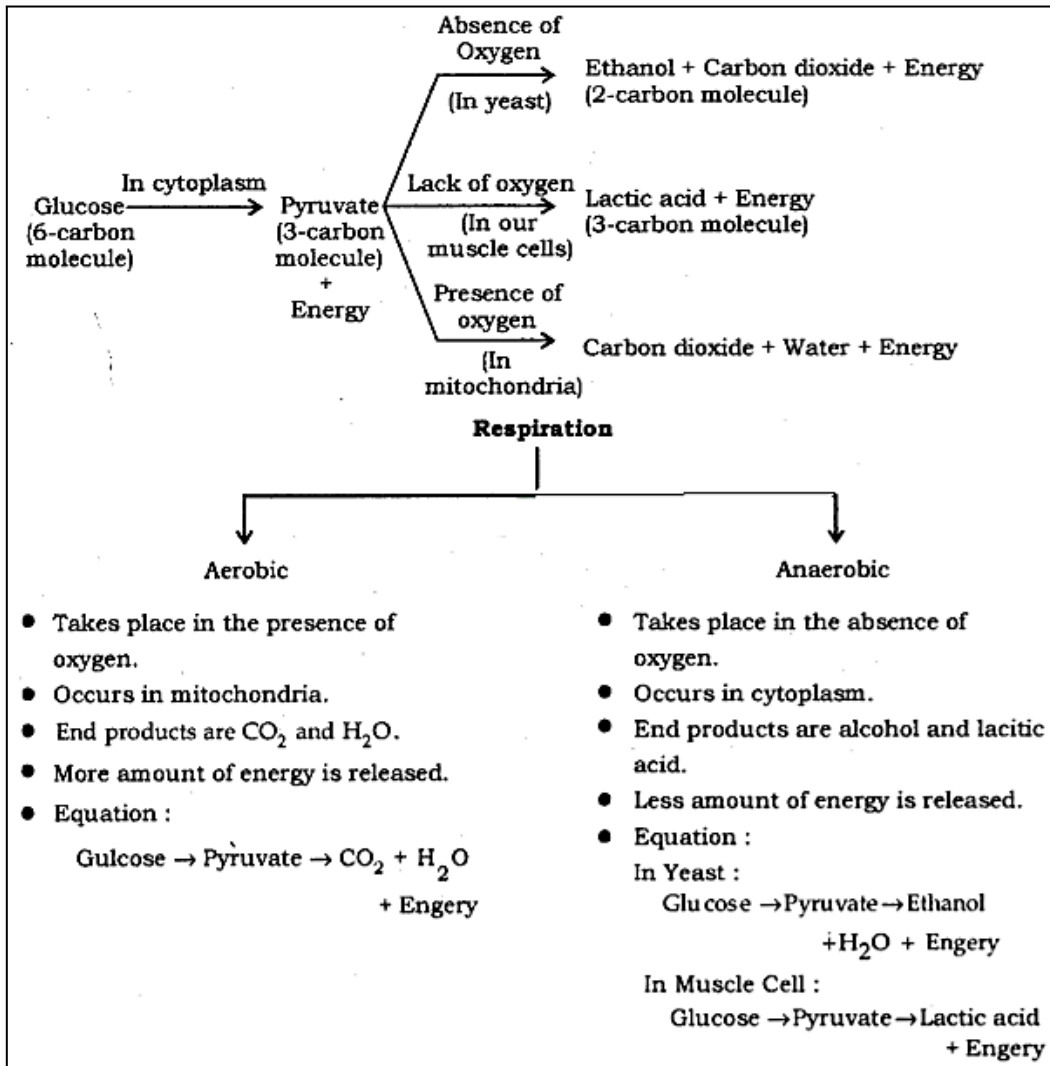 Absence of
Oxygen
Ethanol + Carbon dioxide + Energy
(In yeast)
(2-carbon molecule)
In cytoplasm
Glucose
(6-carbon
molecule)
Pyruvate
(3-carbon
molecule)
+
Energy
Lack of oxygen
(In our
muscle cells)
Lactic acid + Energy
(3-carbon molecule)
Presence of
oxygen
(In
mitochondria)
Carbon dioxide + Water + Energy
Respiration
Aerobic
● Takes place in the presence of
oxygen.
● Occurs in mitochondria.
● End products are CO₂ and H₂O.
● More amount of energy is released.
● Equation :
Gulcose → Pyruvate → CO₂ + H₂O
+ Engery
Anaerobic
● Takes place in the absence of
oxygen.
● Occurs in cytoplasm.
● End products are alcohol and lacitic
acid.
● Less amount of energy is released.
● Equation :
In Yeast :
Glucose →Pyruvate→Ethanol
+H₂O + Engery
In Muscle Cell :
Glucose →Pyruvate→Lactic acid
+ Engery